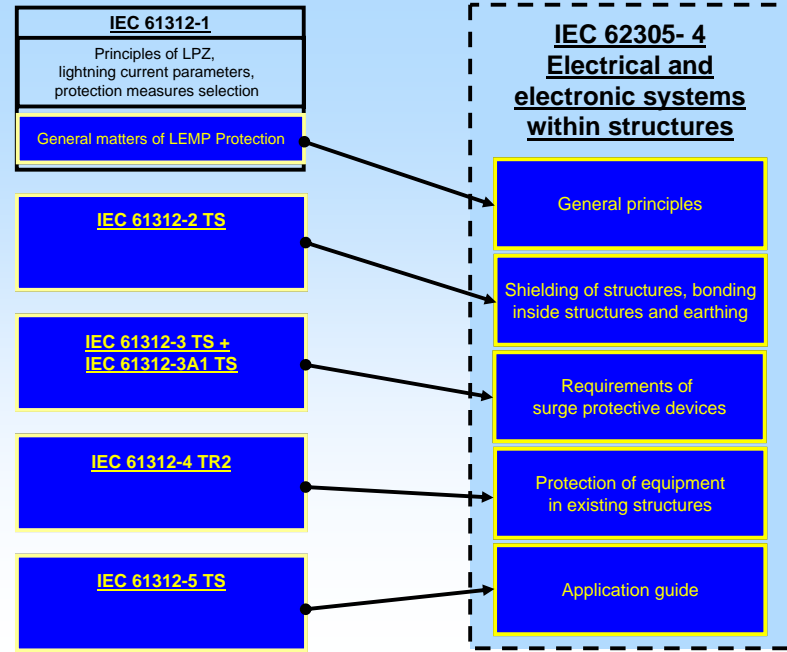 IEC 61312-1
Principles of LPZ,
lightning current parameters,
protection measures selection
General matters of LEMP Protection
IEC 61312-2 TS
IEC 61312-3 TS +
IEC 61312-3A1 TS
IEC 61312-4 TR2
IEC 61312-5 TS
IEC 62305- 4
Electrical and
electronic systems
within structures
General principles
Shielding of structures, bonding
inside structures and earthing
Requirements of
surge protective devices
Protection of equipment
in existing structures
Application guide